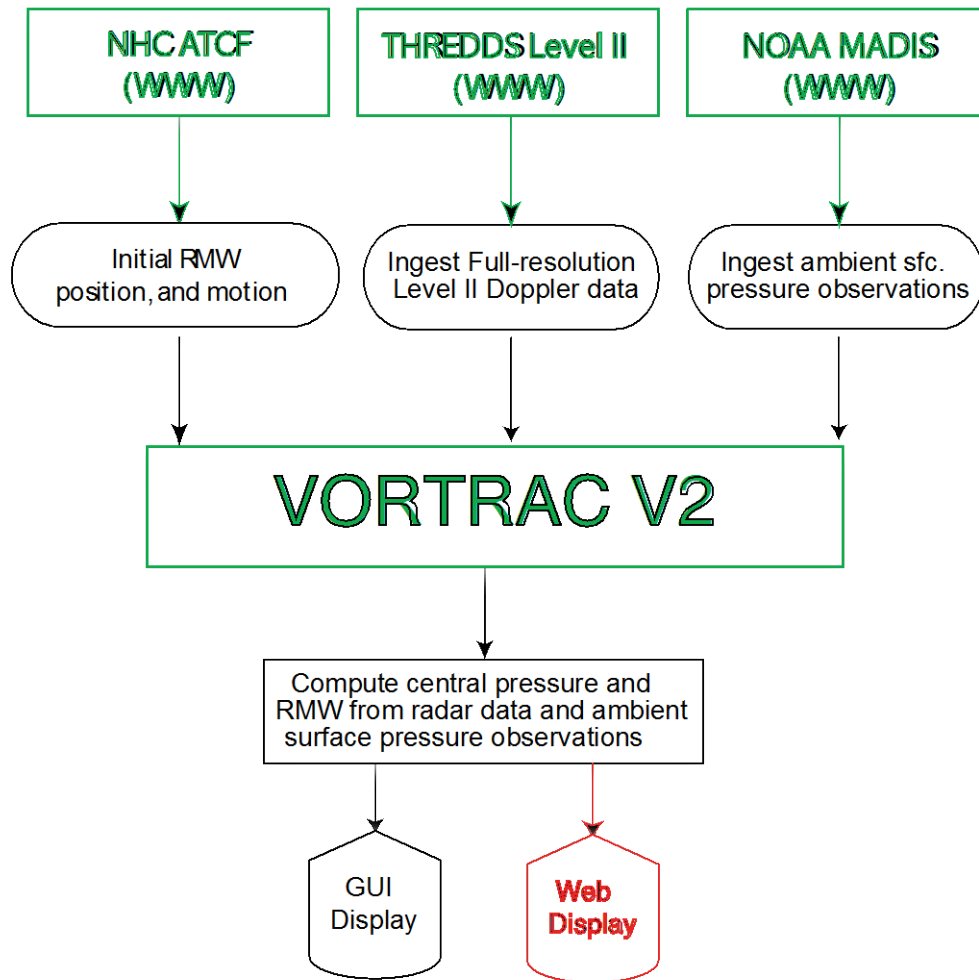 NHC ATCF
(WWW)
THREDDS Level II
(WWW)
NOAA MADIS
(WWW)
Initial RMW
position, and motion
Ingest Full-resolution
Level II Doppler data
Ingest ambient sfc.
pressure observations
VORTRAC V2
Compute central pressure and
RMW from radar data and ambient
surface pressure observations
GUI
Display
Web
Display